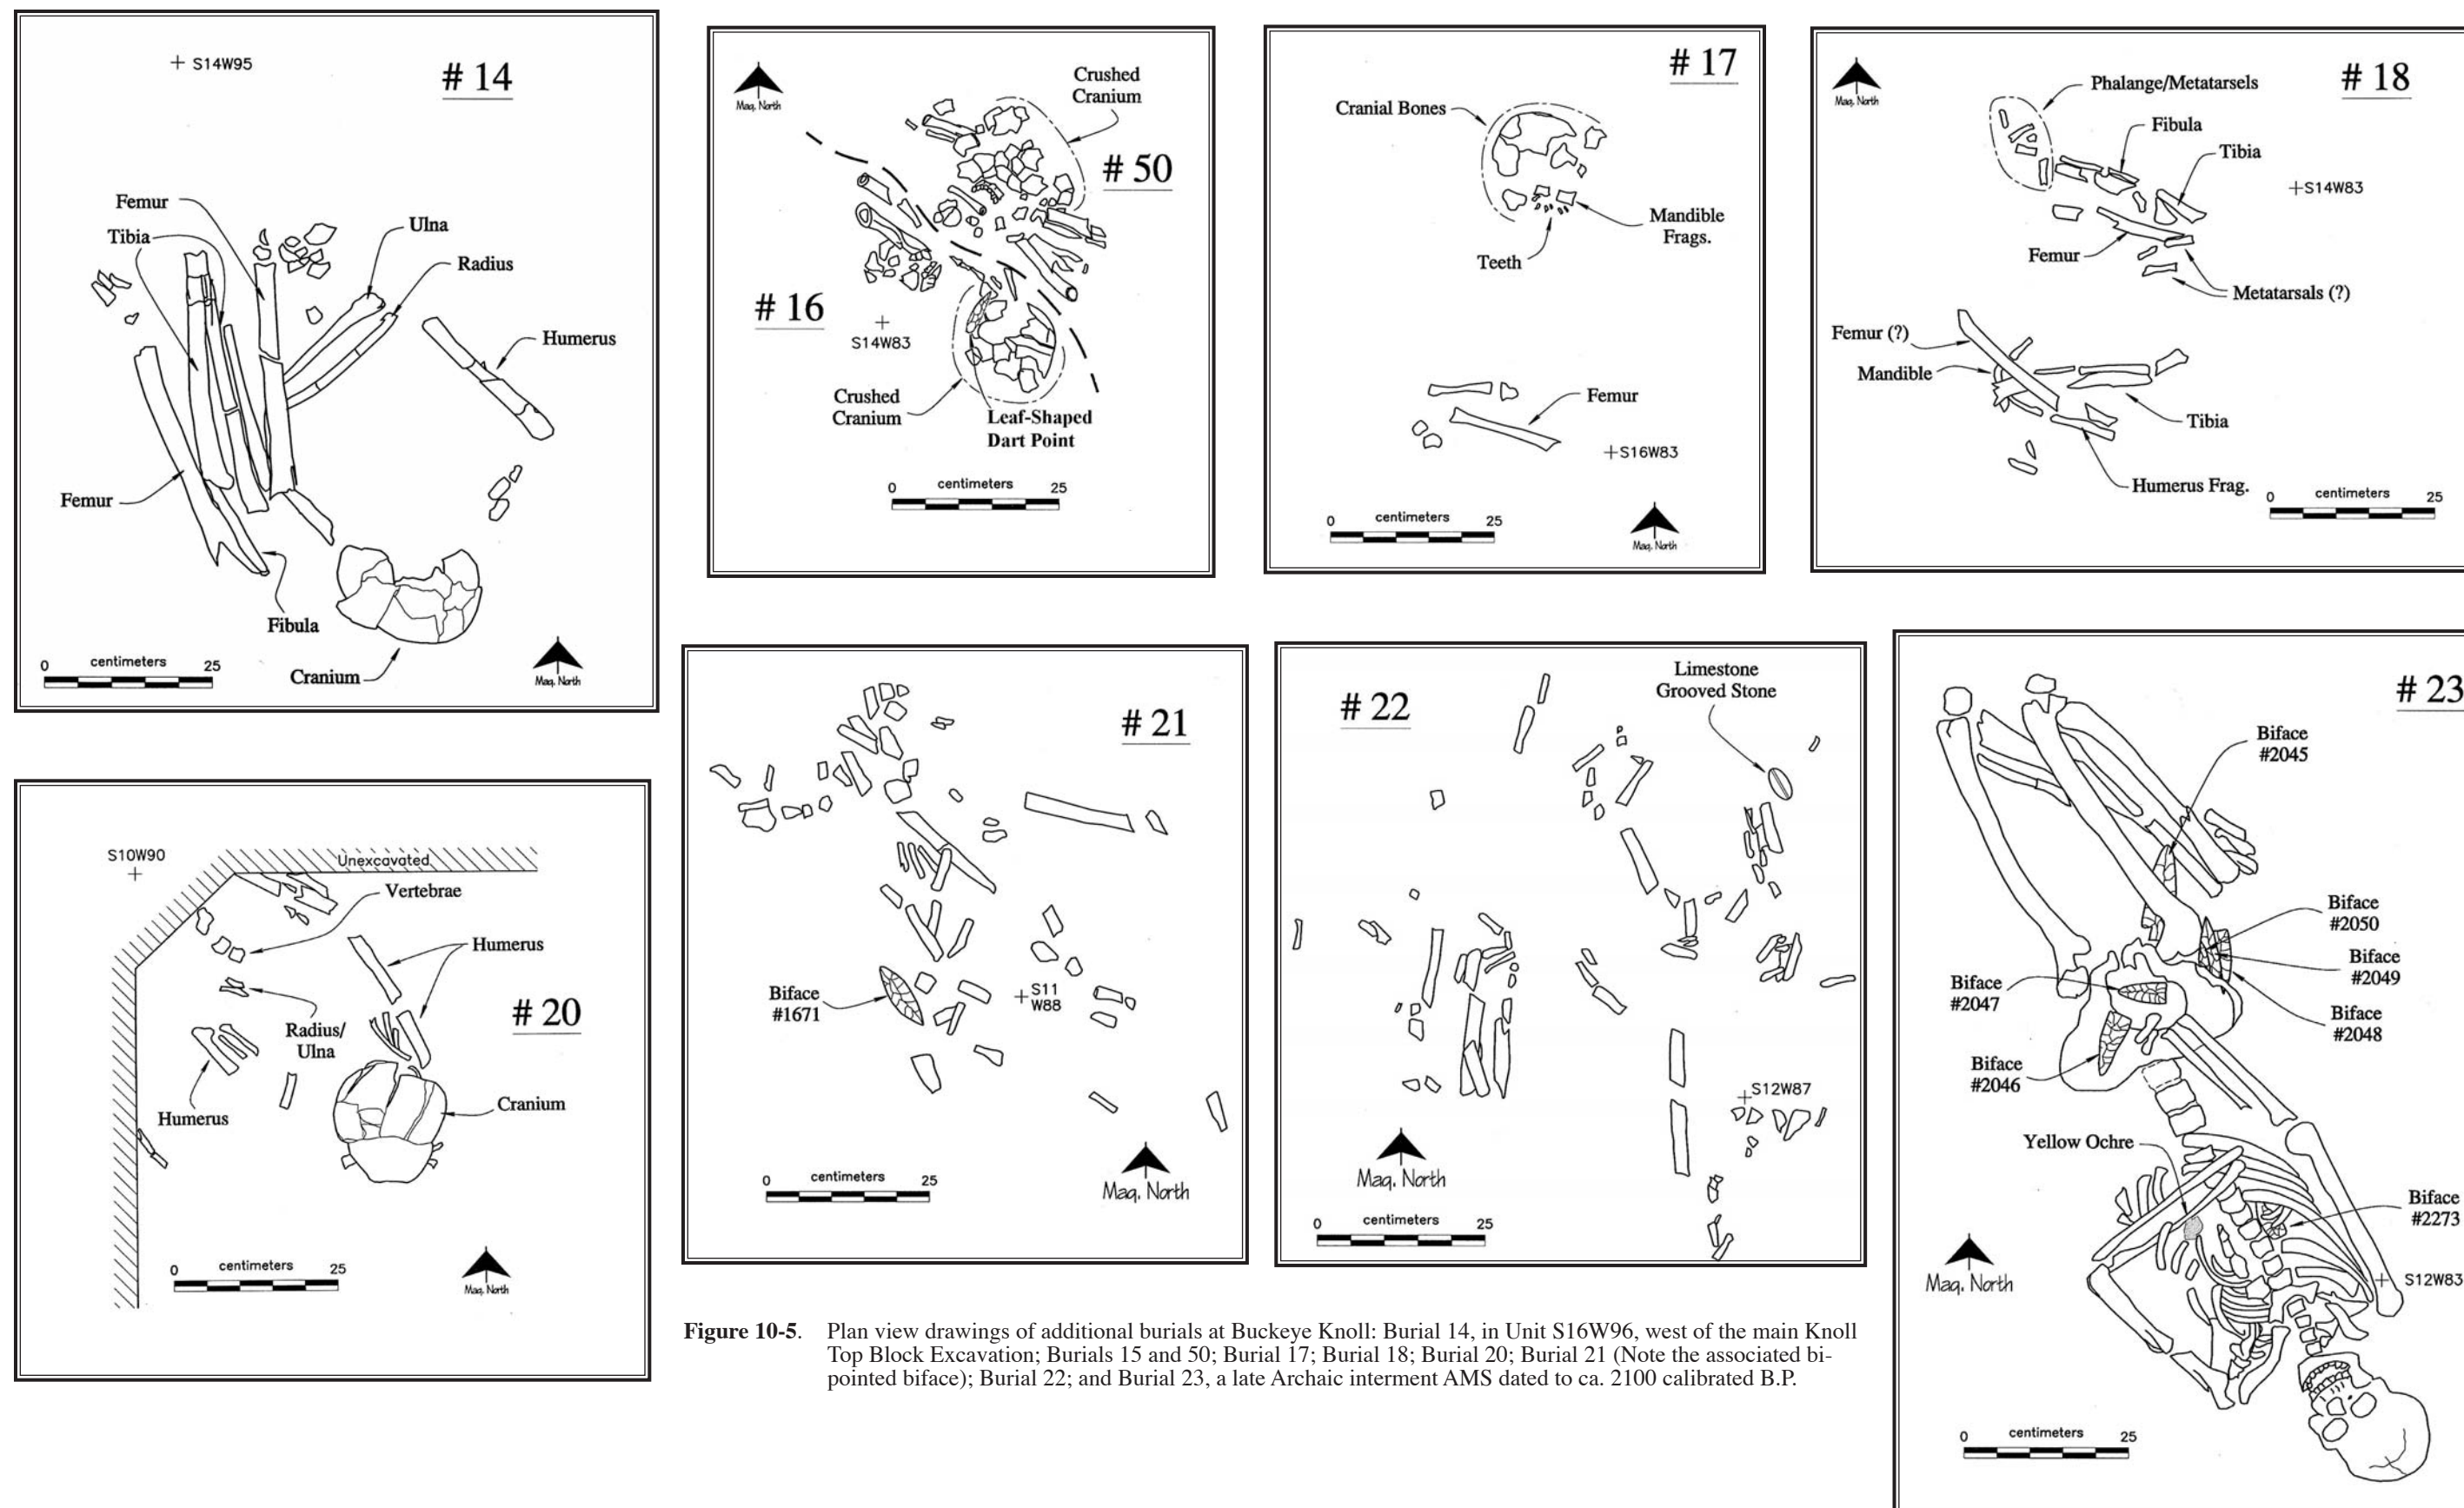 + S14W95
# 14
Femur
Tibia
Ulna
Radius
Humerus
Femur
Fibula
Cranium
0 centimeters 25
Mag. North
Mag. North
Crushed
Cranium
# 50
# 16
+
S14W83
Crushed
Cranium
Leaf-Shaped
Dart Point
0 centimeters 25
# 17
Cranial Bones
Mandible
Frags.
Teeth
Femur
+S16W83
0 centimeters 25
Mag. North
Mag. North
# 18
Phalange/Metatarsels
Fibula
Tibia
+S14W83
Femur
Metatarsals (?)
Femur (?)
Mandible
Tibia
Humerus Frag.
0 centimeters 25
S10W90
+
Unexcavated
Vertebrae
Humerus
# 20
Radius/
Ulna
Humerus
Cranium
0 centimeters 25
Mag. North
# 21
Biface
#1671
+S11
W88
0 centimeters 25
Mag. North
# 22
Limestone
Grooved Stone
+S12W87
Mag. North
0 centimeters 25
# 23
Biface
#2045
Biface
#2050
Biface
#2049
Biface
#2048
Biface
#2047
Biface
#2046
Yellow Ochre
Biface
#2273
Mag. North
+ S12W83
0 centimeters 25
Figure 10-5. Plan view drawings of additional burials at Buckeye Knoll: Burial 14, in Unit S16W96, west of the main Knoll
Top Block Excavation; Burials 15 and 50; Burial 17; Burial 18; Burial 20; Burial 21 (Note the associated bi-
pointed biface); Burial 22; and Burial 23, a late Archaic interment AMS dated to ca. 2100 calibrated B.P.